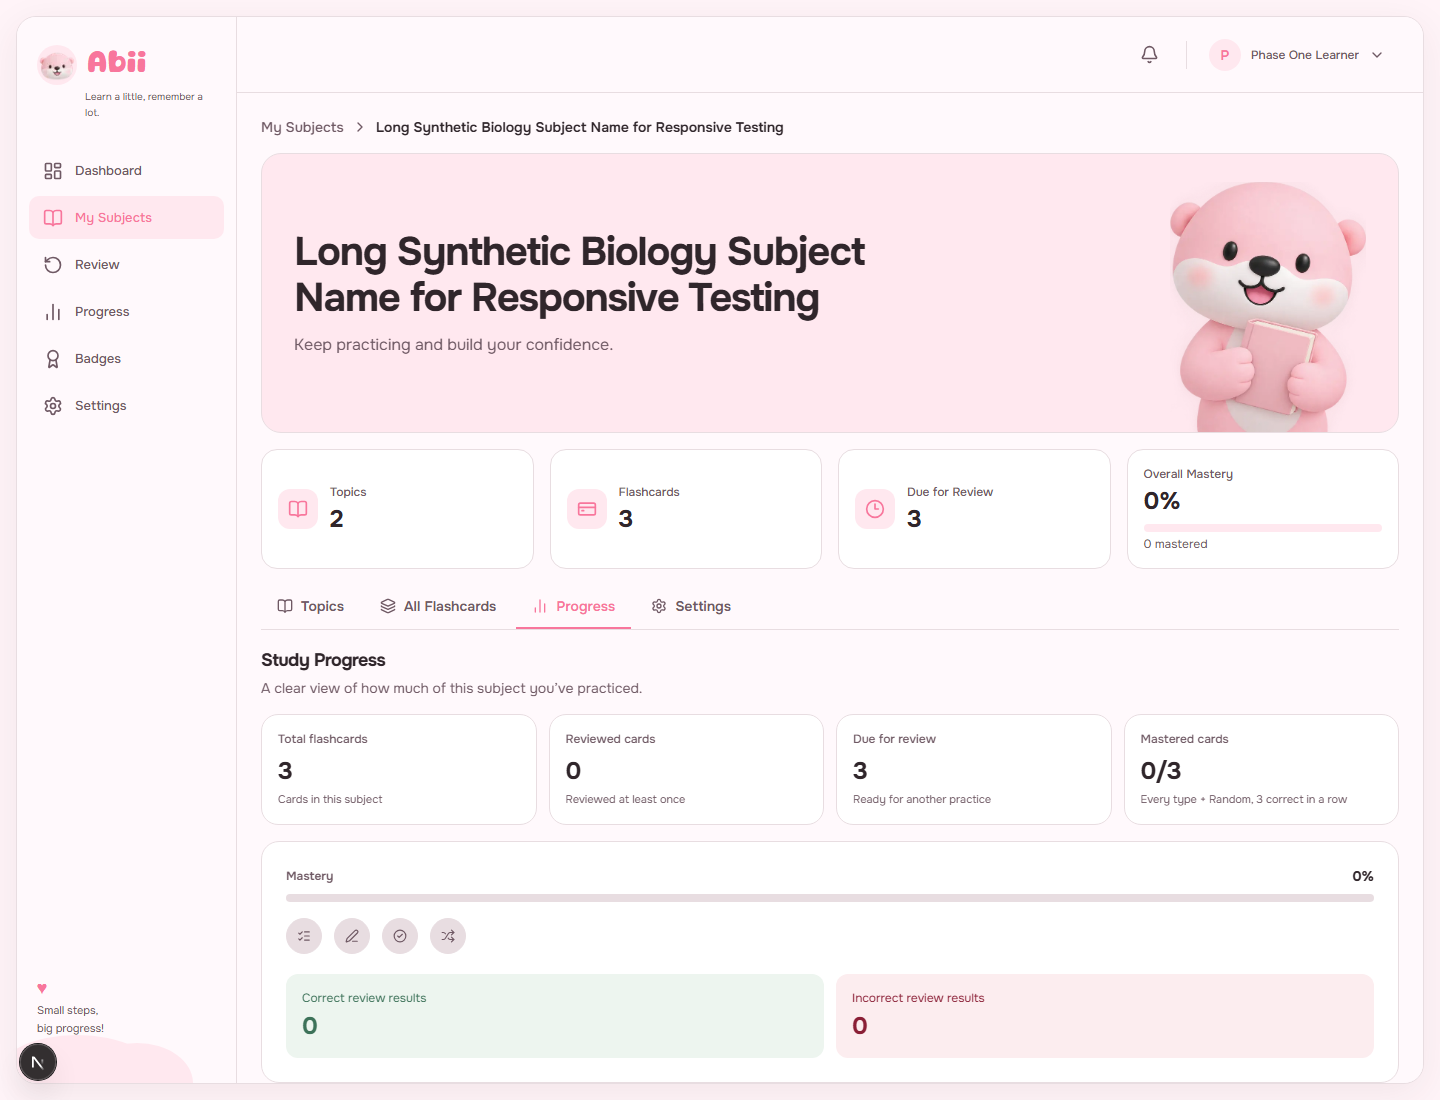 Abii
Learn a little, remember a
lot.
Dashboard
My Subjects
Review
Progress
Badges
Settings
♥
Small steps,
big progress!
N
P
Phase One Learner
My Subjects > Long Synthetic Biology Subject Name for Responsive Testing
Long Synthetic Biology Subject
Name for Responsive Testing
Keep practicing and build your confidence.
Topics
2
Flashcards
3
Due for Review
3
Overall Mastery
0%
0 mastered
Topics
All Flashcards
Progress
Settings
Study Progress
A clear view of how much of this subject you’ve practiced.
Total flashcards
3
Cards in this subject
Reviewed cards
0
Reviewed at least once
Due for review
3
Ready for another practice
Mastered cards
0/3
Every type + Random, 3 correct in a row
Mastery
0%
Correct review results
0
Incorrect review results
0